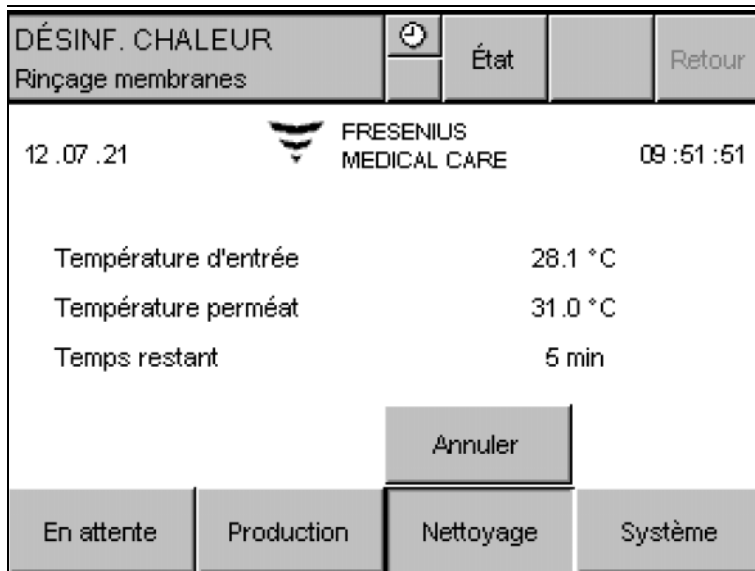 DÉSINF. CHALEUR
Rinçage membranes
État
Retour
12.07.21
FRESENIUS
MEDICAL CARE
09:51:51
Température d'entrée 28.1 °C
Température perméat 31.0 °C
Temps restant 5 min
Annuler
En attente
Production
Nettoyage
Système